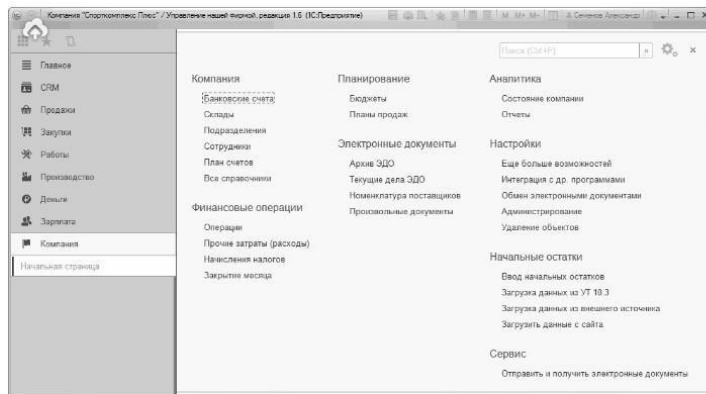 Компания "Спорткомплекс Плюс" / Управление нашей фирмой, редакция 1.6 (1С:Предприятие)
M M+ M-
Семенов Александр
Поиск (Ctrl+F)
Главное
CRM
Продажи
Закупки
Работы
Производство
Деньги
Зарплата
Компания
Начальная страница
Компания
Банковские счета
Склады
Подразделения
Сотрудники
План счетов
Все справочники
Финансовые операции
Операции
Прочие затраты (расходы)
Начисления налогов
Закрытие месяца
Планирование
Бюджеты
Планы продаж
Электронные документы
Архив ЭДО
Текущие дела ЭДО
Номенклатура поставщиков
Произвольные документы
Аналитика
Состояние компании
Отчеты
Настройки
Еще больше возможностей
Интеграция с др. программами
Обмен электронными документами
Администрирование
Удаление объектов
Начальные остатки
Ввод начальных остатков
Загрузка данных из УТ 10.3
Загрузка данных из внешнего источника
Загрузить данные с сайта
Сервис
Отправить и получить электронные документы